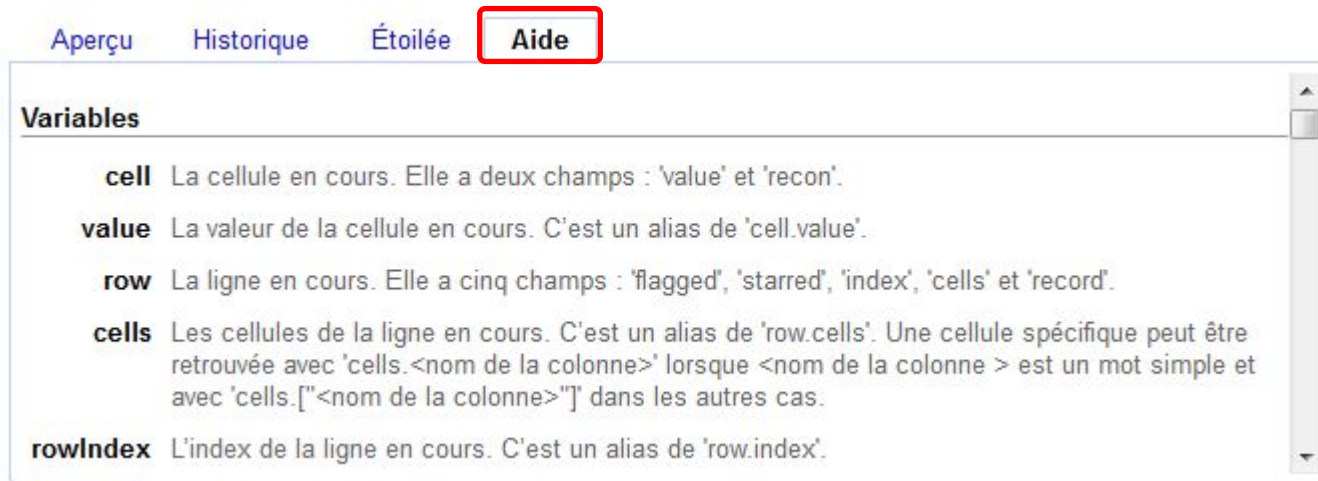 Aperçu Historique Étoilée Aide
Variables
cell La cellule en cours. Elle a deux champs : 'value' et 'recon'.
value La valeur de la cellule en cours. C'est un alias de 'cell.value'.
row La ligne en cours. Elle a cinq champs : 'flagged', 'starred', 'index', 'cells' et 'record'.
cells Les cellules de la ligne en cours. C'est un alias de 'row.cells'. Une cellule spécifique peut être
retrouvée avec 'cells.<nom de la colonne>' lorsque <nom de la colonne > est un mot simple et
avec 'cells.["<nom de la colonne>"]' dans les autres cas.
rowIndex L'index de la ligne en cours. C'est un alias de 'row.index'.